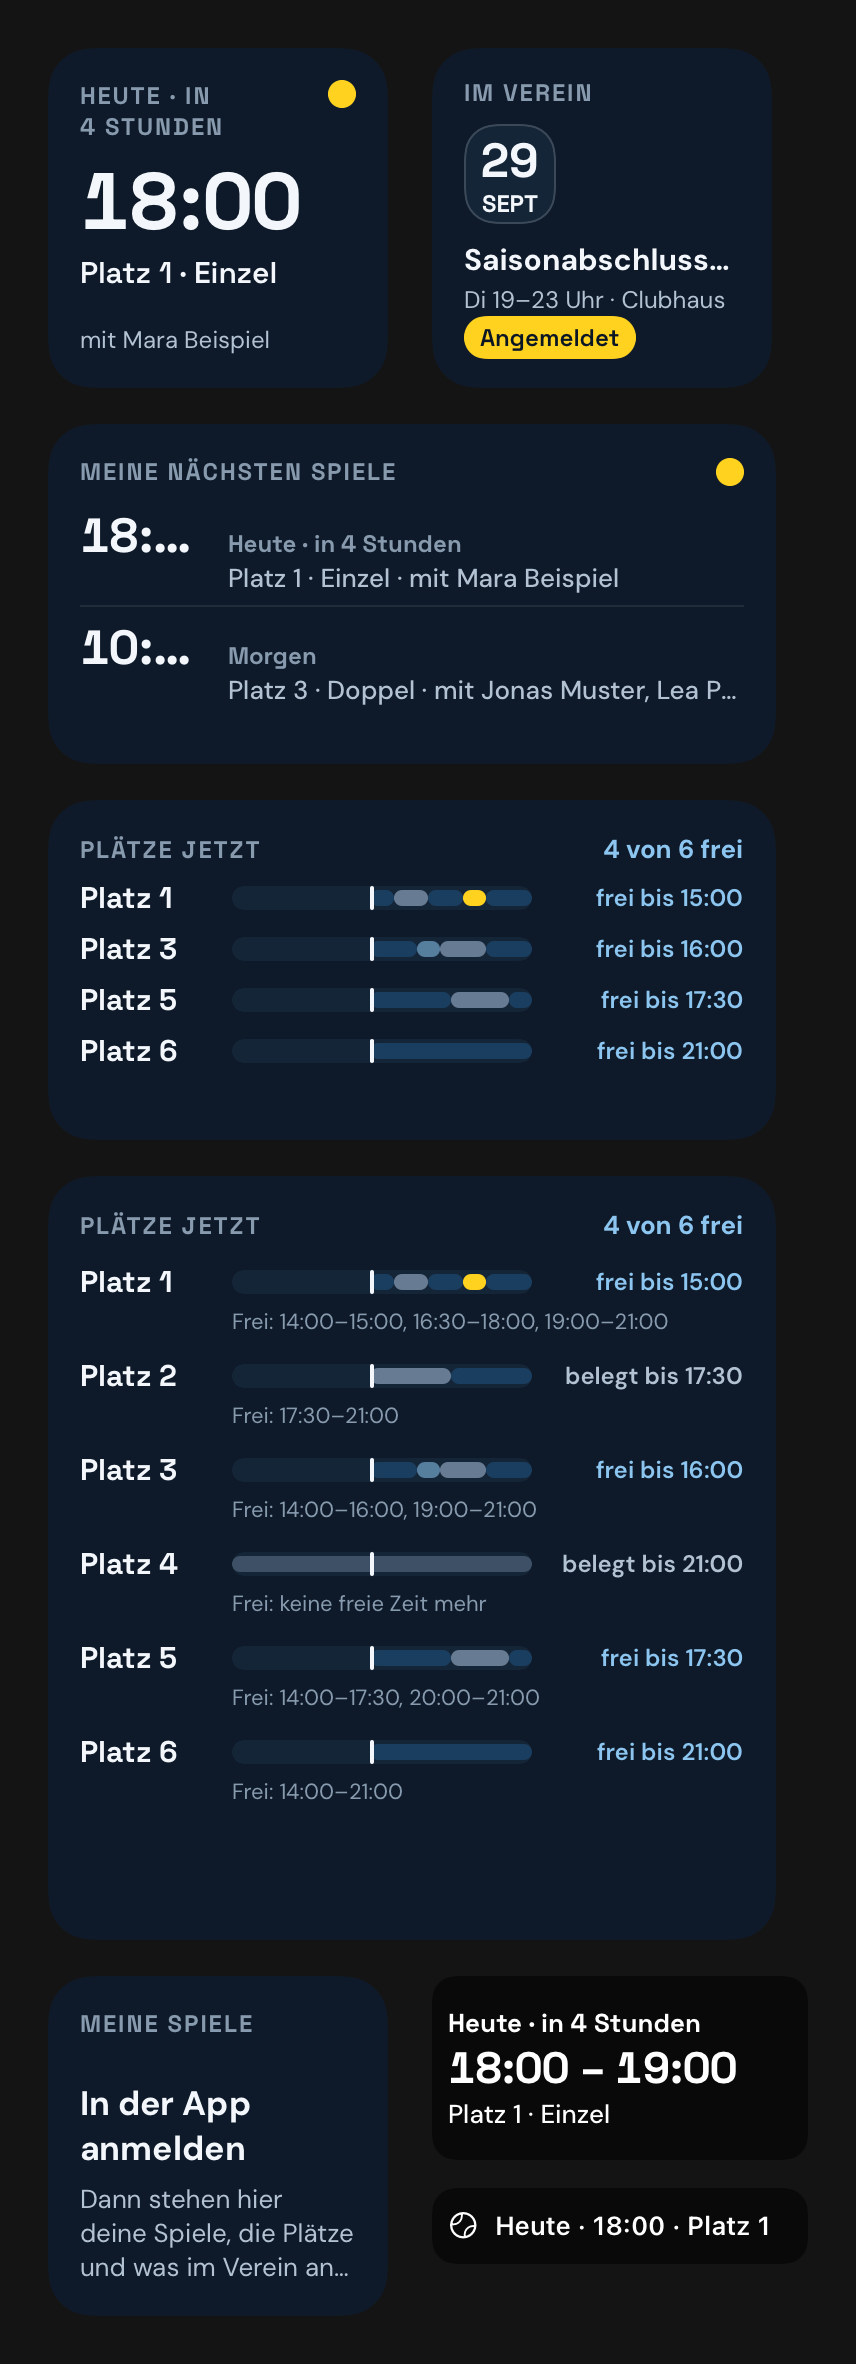 HEUTE · IN
4 STUNDEN
18:00
Platz 1 · Einzel
mit Mara Beispiel
IM VEREIN
29
SEPT
Saisonabschluss…
Di 19–23 Uhr · Clubhaus
Angemeldet
MEINE NÄCHSTEN SPIELE
18:…
Heute · in 4 Stunden
Platz 1 · Einzel · mit Mara Beispiel
10:…
Morgen
Platz 3 · Doppel · mit Jonas Muster, Lea P…
PLÄTZE JETZT
4 von 6 frei
Platz 1
frei bis 15:00
Platz 3
frei bis 16:00
Platz 5
frei bis 17:30
Platz 6
frei bis 21:00
PLÄTZE JETZT
4 von 6 frei
Platz 1
frei bis 15:00
Frei: 14:00–15:00, 16:30–18:00, 19:00–21:00
Platz 2
belegt bis 17:30
Frei: 17:30–21:00
Platz 3
frei bis 16:00
Frei: 14:00–16:00, 19:00–21:00
Platz 4
belegt bis 21:00
Frei: keine freie Zeit mehr
Platz 5
frei bis 17:30
Frei: 14:00–17:30, 20:00–21:00
Platz 6
frei bis 21:00
Frei: 14:00–21:00
MEINE SPIELE
In der App
anmelden
Dann stehen hier
deine Spiele, die Plätze
und was im Verein an…
Heute · in 4 Stunden
18:00 – 19:00
Platz 1 · Einzel
Heute · 18:00 · Platz 1